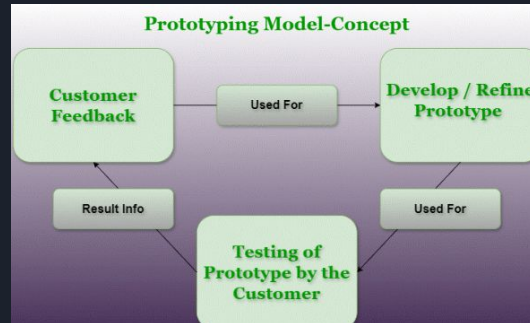 Prototyping Model-Concept
Customer
Feedback
Used For
Develop / Refine
Prototype
Result Info
Used For
Testing of
Prototype by the
Customer